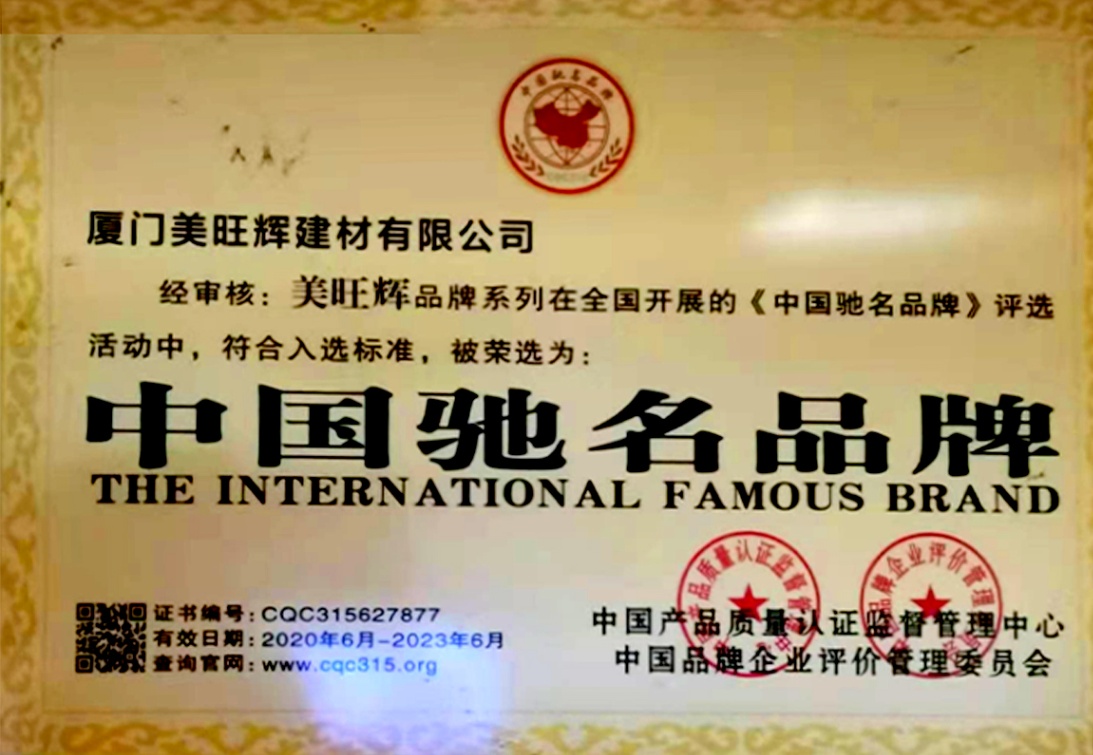 中国驰名品牌
厦门美旺辉建材有限公司
经审核：美旺辉品牌系列在全国开展的《中国驰名品牌》评选
活动中，符合入选标准，被荣选为：
中国驰名品牌
THE INTERNATIONAL FAMOUS BRAND
证书编号：CQC315627877
有效日期：2020年6月-2023年6月
查询官网：www.cqc315.org
中国产品质量认证监督管理中心
中国品牌企业评价管理委员会